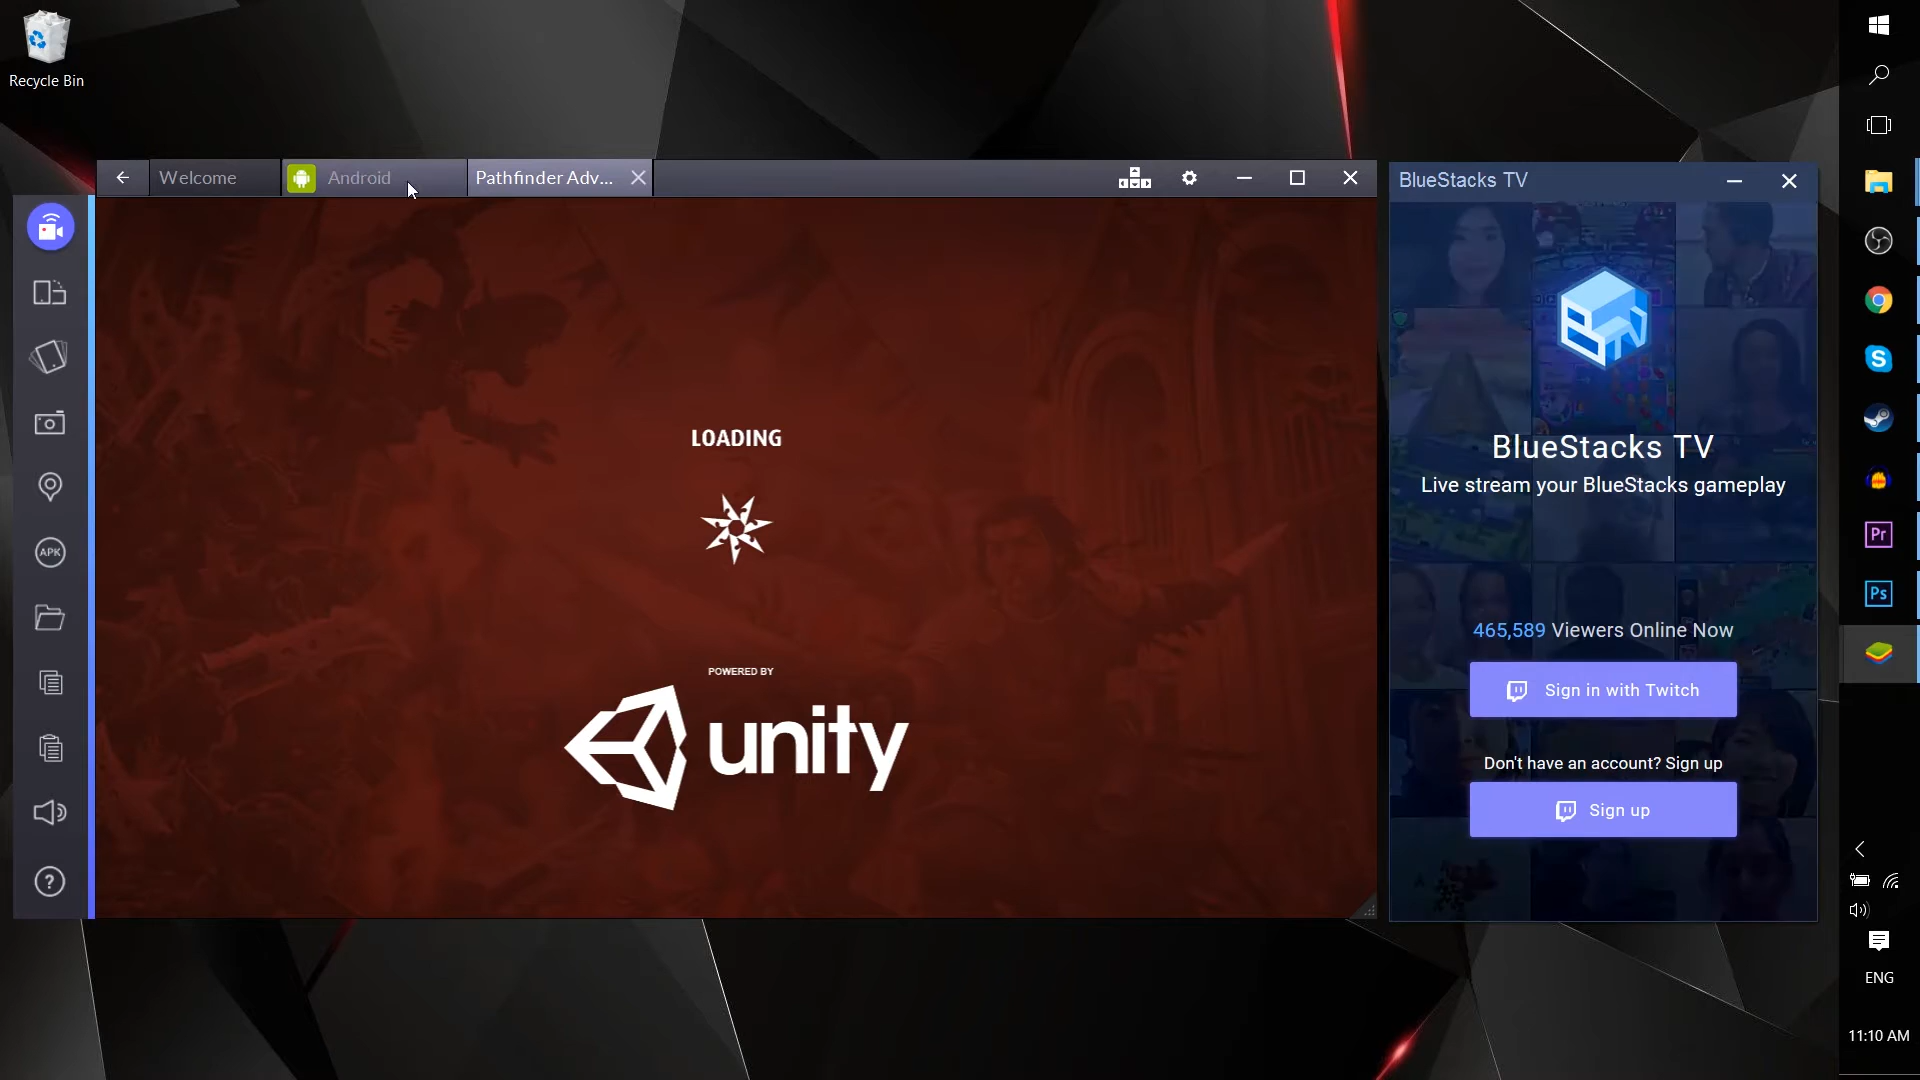 Recycle Bin
Welcome
Android
Pathfinder Adv...
BlueStacks TV
APK
LOADING
POWERED BY
unity
BTV
BlueStacks TV
Live stream your BlueStacks gameplay
465,589 Viewers Online Now
Sign in with Twitch
Don't have an account? Sign up
Sign up
S
Pr
Ps
ENG
11:10 AM